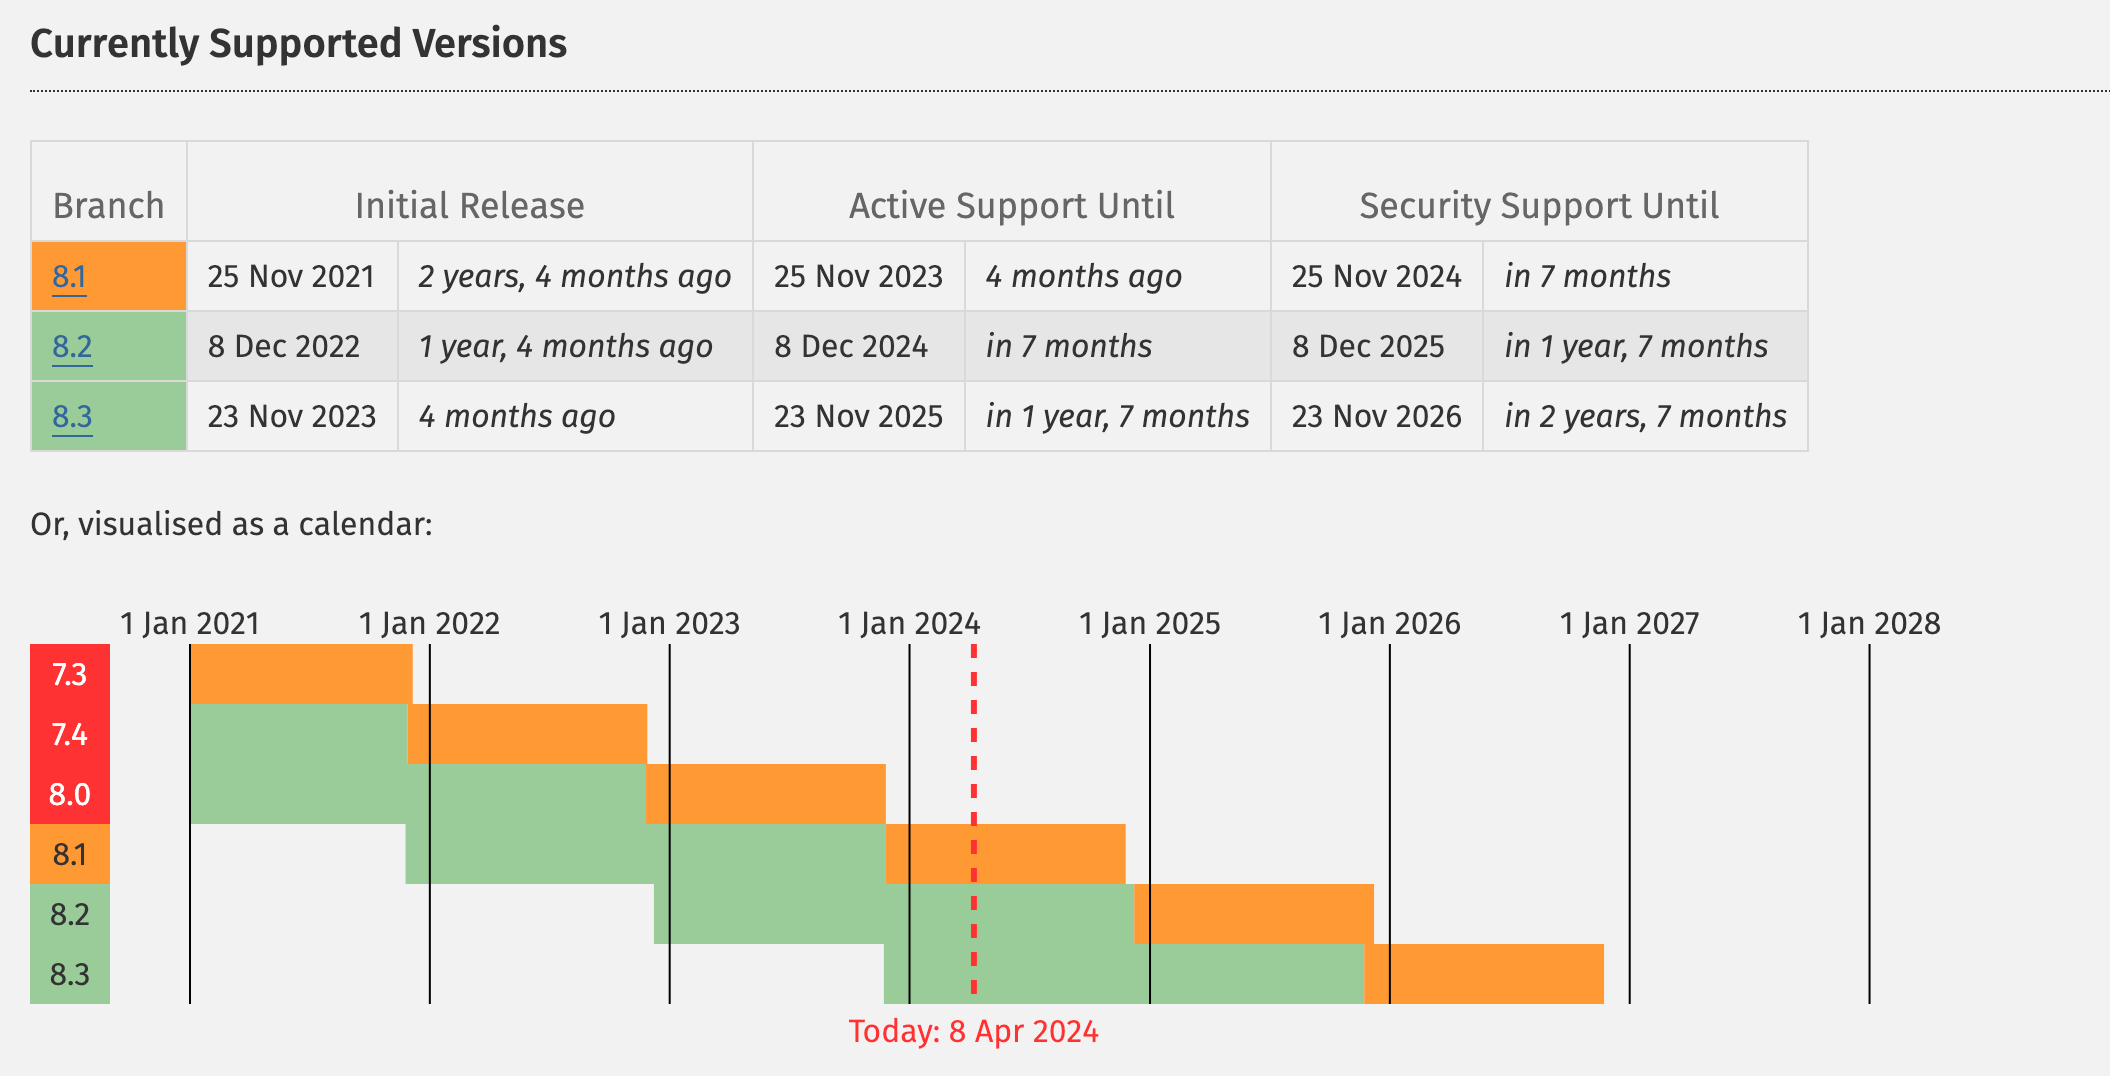 Currently Supported Versions
Branch Initial Release Active Support Until Security Support Until
8.1 25 Nov 2021 2 years, 4 months ago 25 Nov 2023 4 months ago 25 Nov 2024 in 7 months
8.2 8 Dec 2022 1 year, 4 months ago 8 Dec 2024 in 7 months 8 Dec 2025 in 1 year, 7 months
8.3 23 Nov 2023 4 months ago 23 Nov 2025 in 1 year, 7 months 23 Nov 2026 in 2 years, 7 months
Or, visualised as a calendar:
1 Jan 2021 1 Jan 2022 1 Jan 2023 1 Jan 2024 1 Jan 2025 1 Jan 2026 1 Jan 2027 1 Jan 2028
7.3
7.4
8.0
8.1
8.2
8.3
Today: 8 Apr 2024